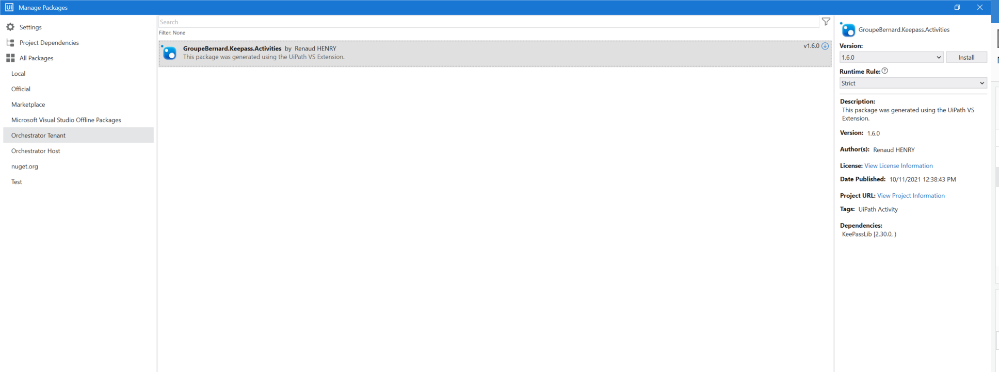 Ui Manage Packages
Settings
Project Dependencies
All Packages
Local
Official
Marketplace
Microsoft Visual Studio Offline Packages
Orchestrator Tenant
Orchestrator Host
nuget.org
Test
Search
Filter: None
GroupeBernard.Keepass.Activities by Renaud HENRY
v1.6.0
This package was generated using the UiPath VS Extension.
GroupeBernard.Keepass.Activities
Version:
1.6.0
Install
Runtime Rule:
Strict
Description:
This package was generated using the UiPath VS
Extension.
Version: 1.6.0
Author(s): Renaud HENRY
License: View License Information
Date Published: 10/11/2021 12:38:43 PM
Project URL: View Project Information
Tags: UiPath Activity
Dependencies:
KeePassLib [2.30.0, )